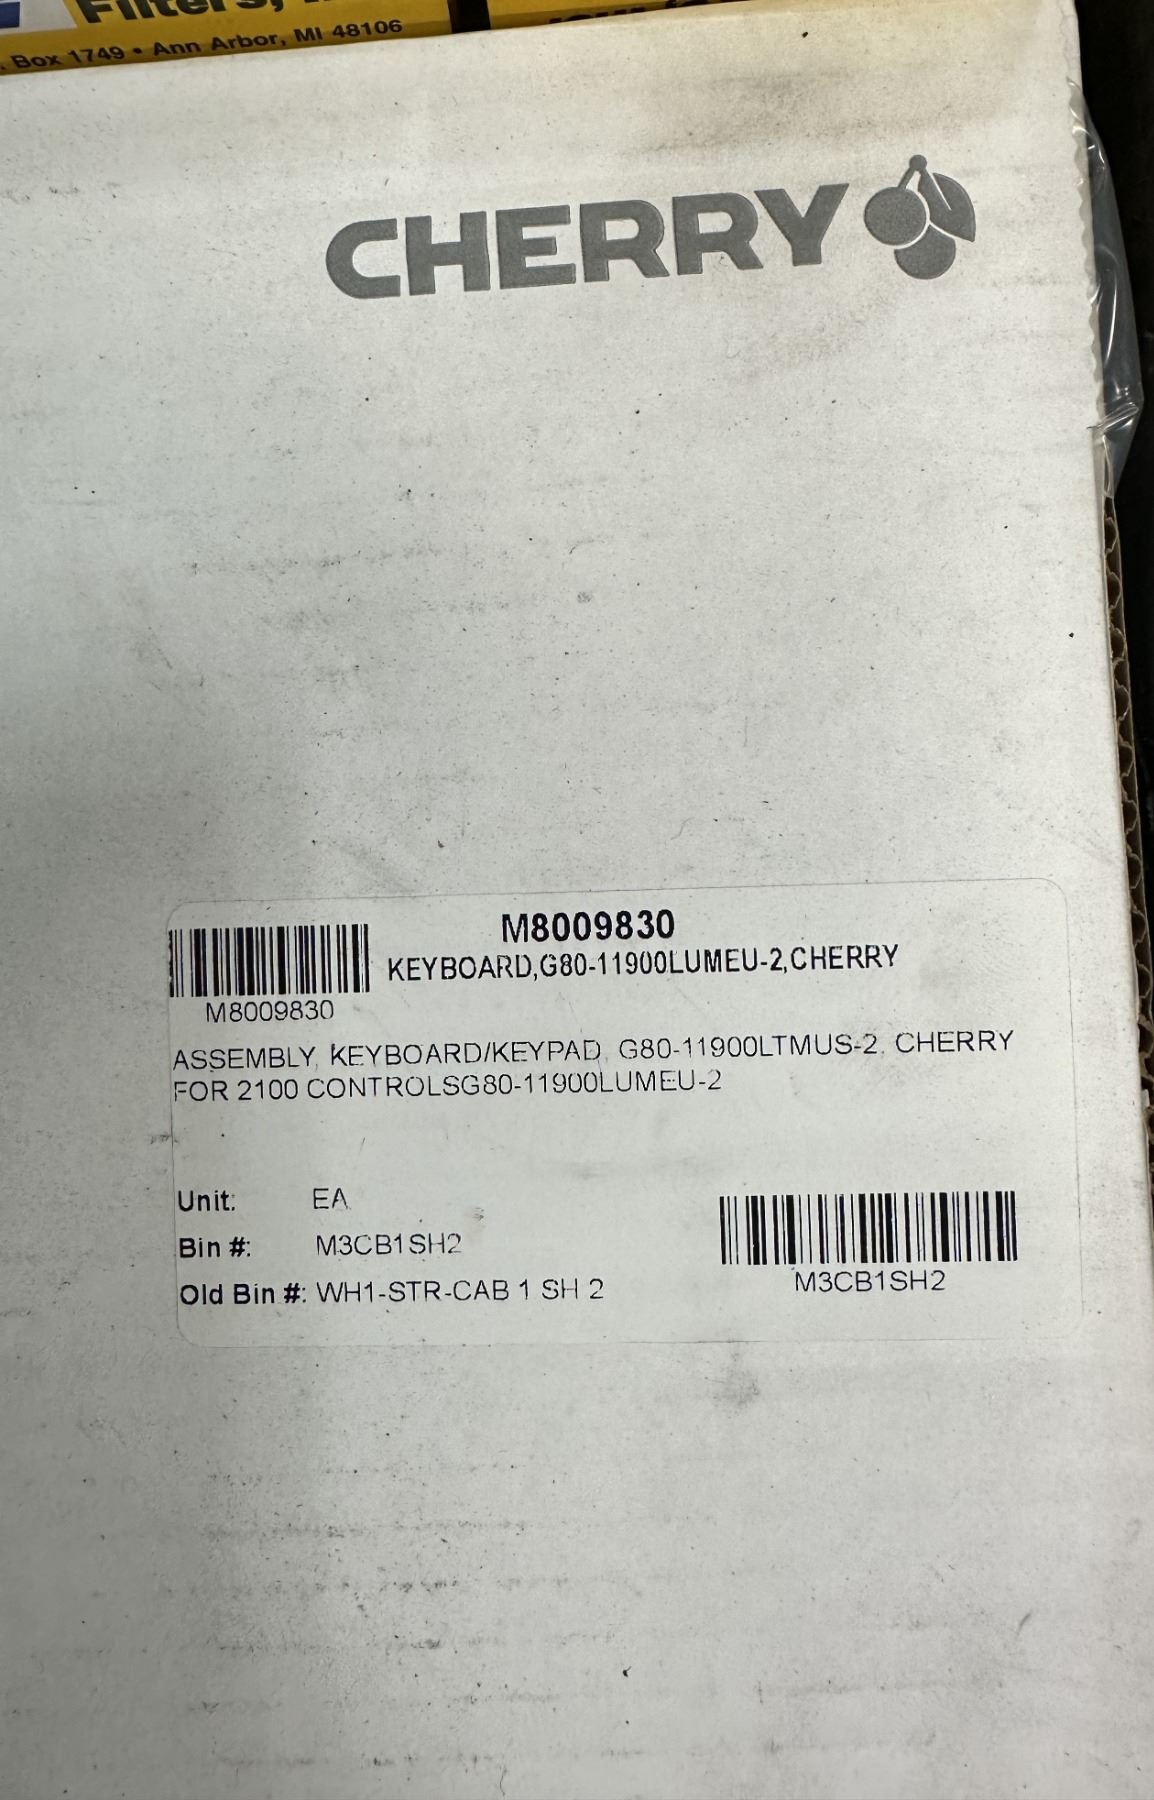 Filters,
Box 1749 • Ann Arbor, MI 48106
CHERRY
M8009830
KEYBOARD,G80-11900LUMEU-2,CHERRY
M8009830
ASSEMBLY, KEYBOARD/KEYPAD, G80-11900LTMUS-2, CHERRY
FOR 2100 CONTROLSG80-11900LUMEU-2
Unit: EA
Bin #: M3CB1SH2
Old Bin #: WH1-STR-CAB 1 SH 2
M3CB1SH2